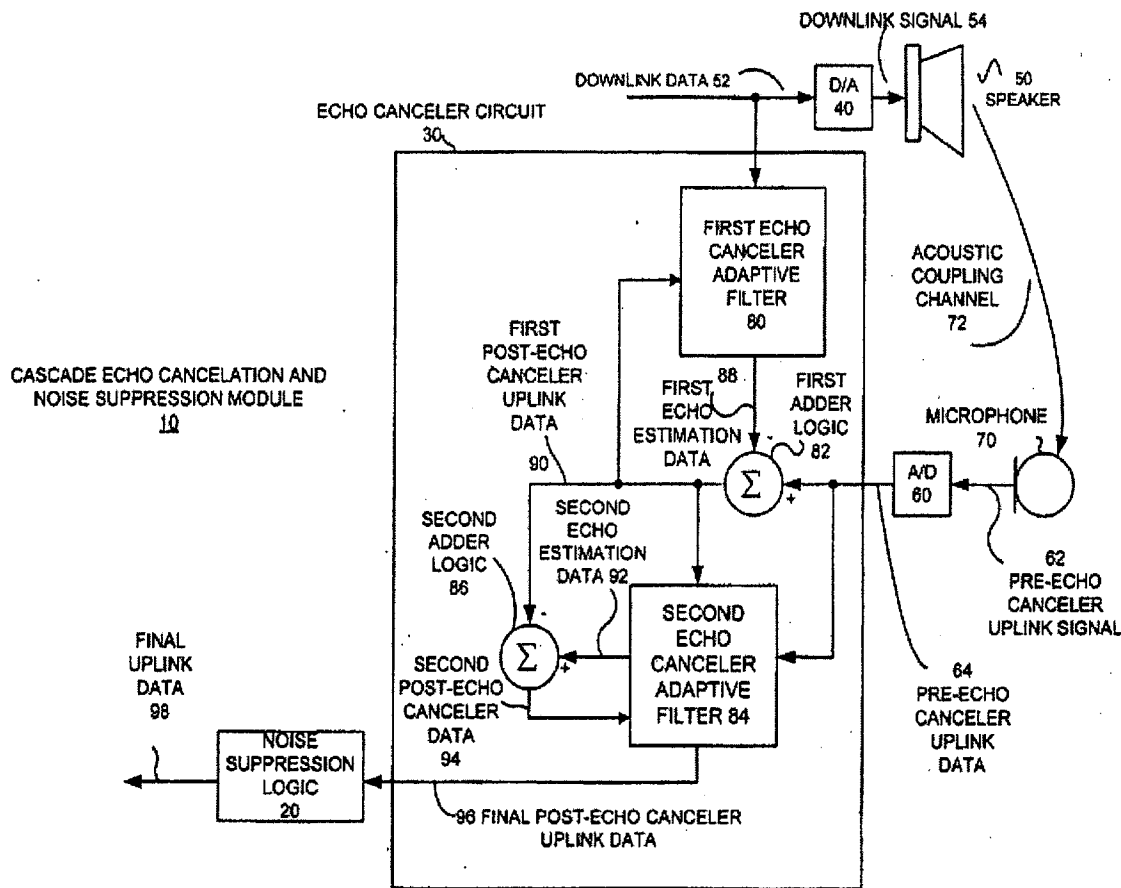 DOWNLINK SIGNAL 54
DOWNLINK DATA 52
D/A
40
50
SPEAKER
ECHO CANCELER CIRCUIT
30
FIRST ECHO
CANCELER
ADAPTIVE
FILTER
80
ACOUSTIC
COUPLING
CHANNEL
72
FIRST
POST-ECHO
CANCELER
UPLINK
DATA
90
88
FIRST
ECHO
ESTIMATION
DATA
FIRST
ADDER
LOGIC
82
CASCADE ECHO CANCELATION AND
NOISE SUPPRESSION MODULE
10
MICROPHONE
70
A/D
60
Σ
-
+
SECOND
ADDER
LOGIC
86
SECOND
ECHO
ESTIMATION
DATA 92
62
PRE-ECHO
CANCELER
UPLINK SIGNAL
SECOND
ECHO
CANCELER
ADAPTIVE
FILTER 84
Σ
-
+
SECOND
POST-ECHO
CANCELER
DATA
94
64
PRE-ECHO
CANCELER
UPLINK
DATA
FINAL
UPLINK
DATA
98
NOISE
SUPPRESSION
LOGIC
20
96 FINAL POST-ECHO CANCELER
UPLINK DATA